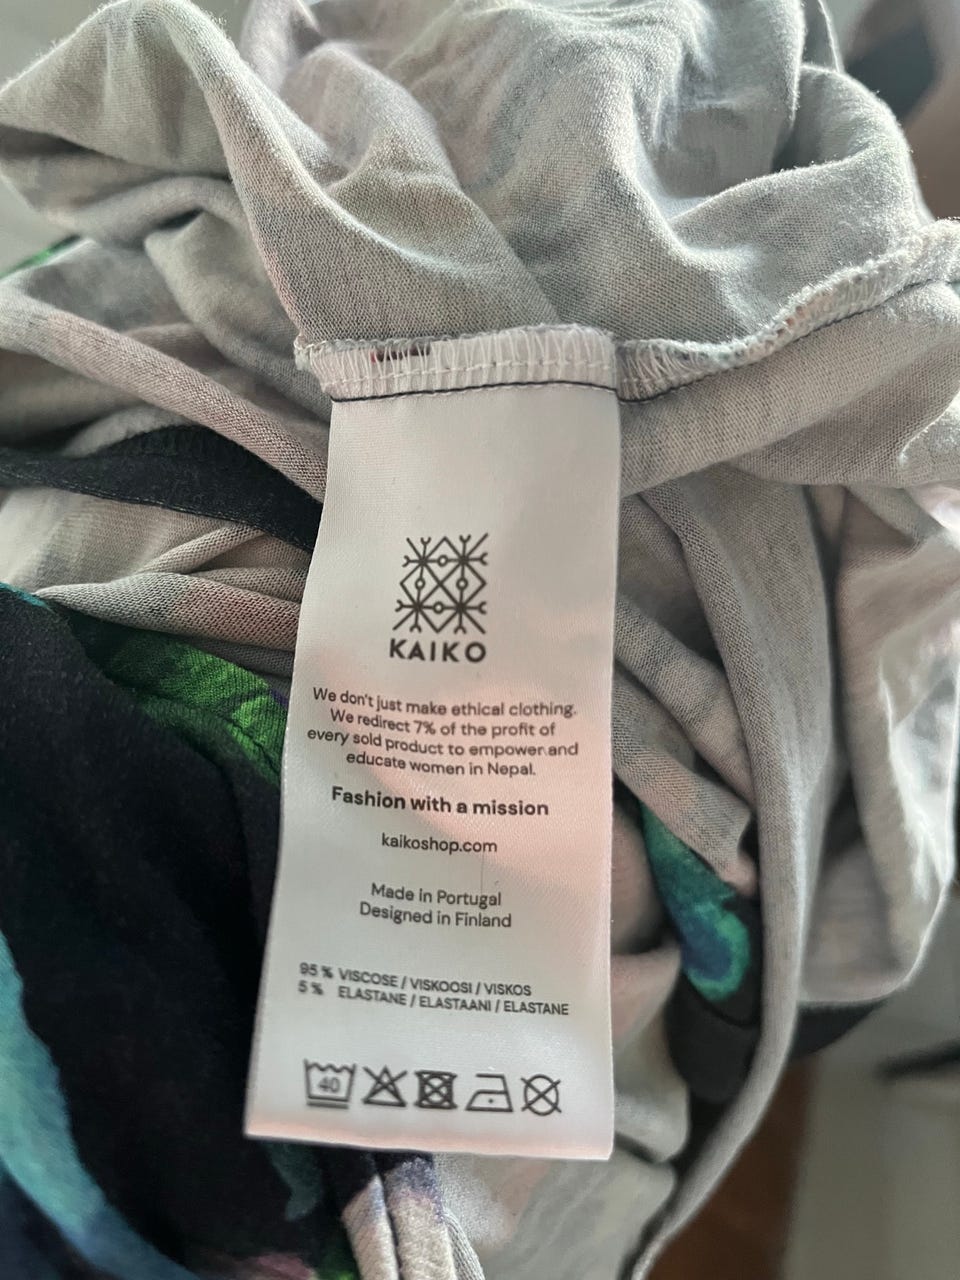 KAIKO
We don't just make ethical clothing.
We redirect 7% of the profit of
every sold product to empower and
educate women in Nepal.
Fashion with a mission
kaikoshop.com
Made in Portugal
Designed in Finland
95 % VISCOSE / VISKOOSI / VISKOS
5 % ELASTANE / ELASTAANI / ELASTANE
40